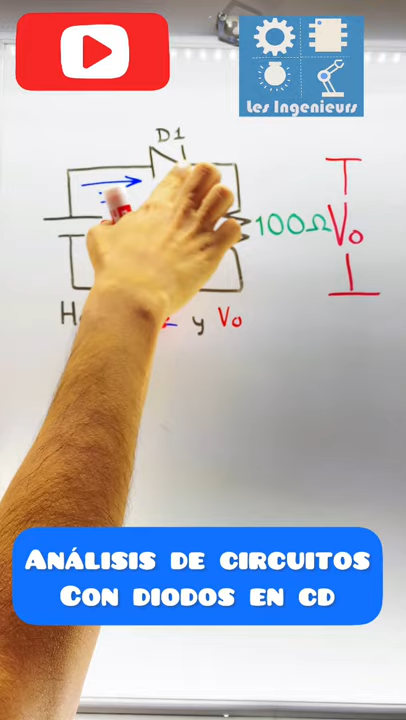 Les Ingenieurs
D1
100Ω
Vo
y Vo
ANÁLISIS DE CIRCUITOS
CON DIODOS EN CD